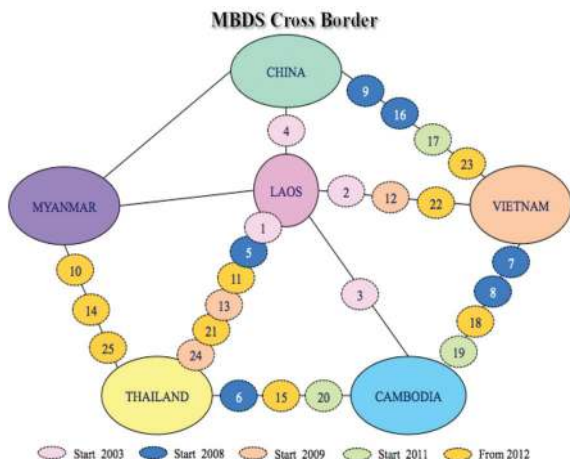 MBDS Cross Border
CHINA
9
16
4
17
23
MYANMAR
LAOS
2
12
22
VIETNAM
1
5
7
10
11
8
3
14
13
18
21
25
24
19
THAILAND
6
15
20
CAMBODIA
Start 2003
Start 2008
Start 2009
Start 2011
From 2012